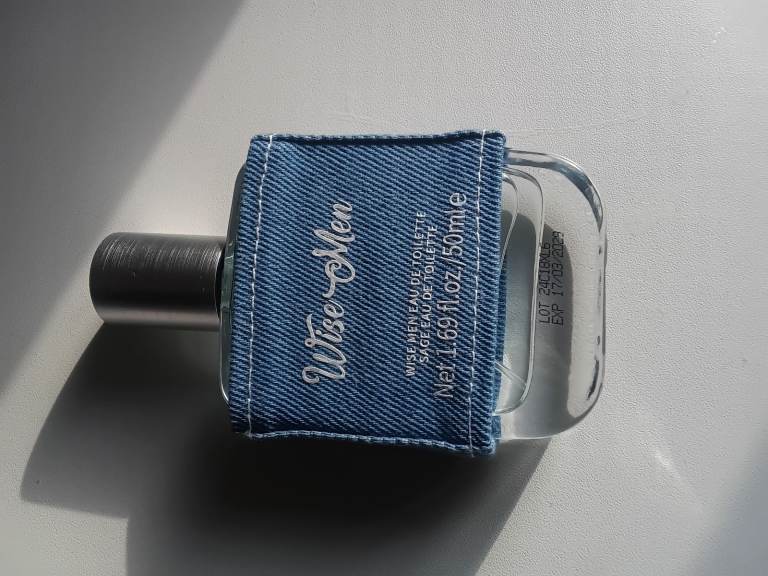 Wise Men
WISE MEN EAU DE TOILETTE
SAGE EAU DE TOILETTE
Net 1.69 fl.oz./50ml e
LOT 24C18XL6
EXP 17/03/2029